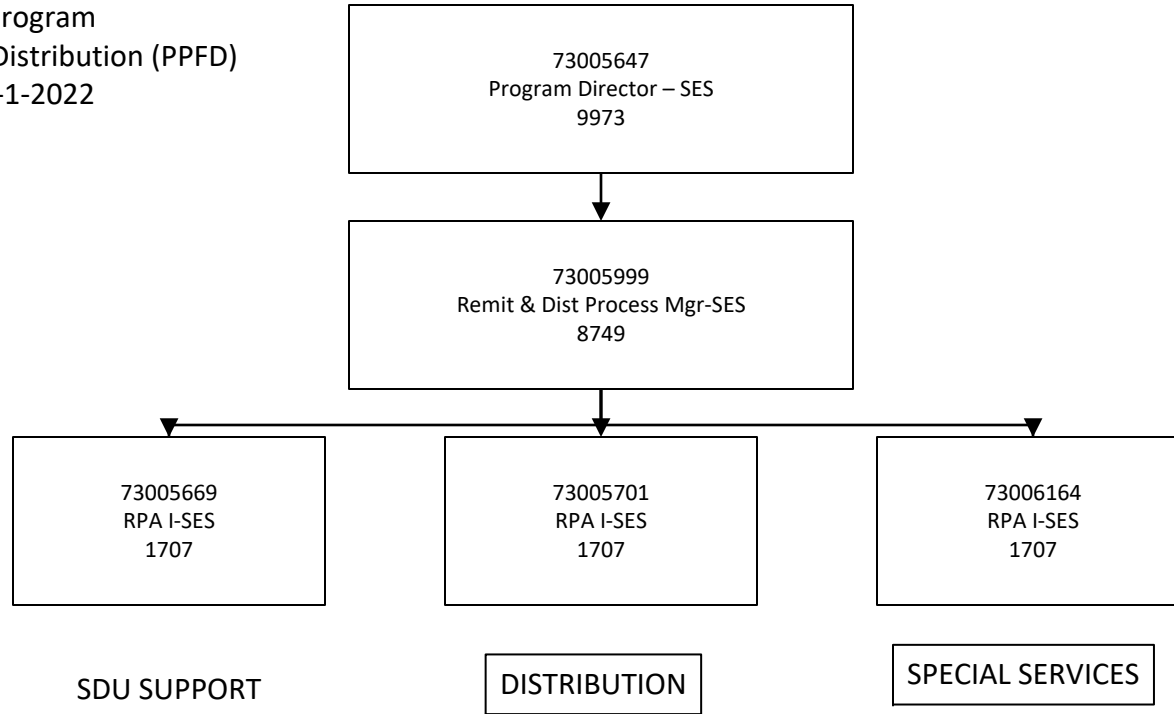 rogram
Distribution (PPFD)
-1-2022
73005647
Program Director – SES
9973
73005999
Remit & Dist Process Mgr-SES
8749
73005669
RPA I-SES
1707
73005701
RPA I-SES
1707
73006164
RPA I-SES
1707
SDU SUPPORT
DISTRIBUTION
SPECIAL SERVICES